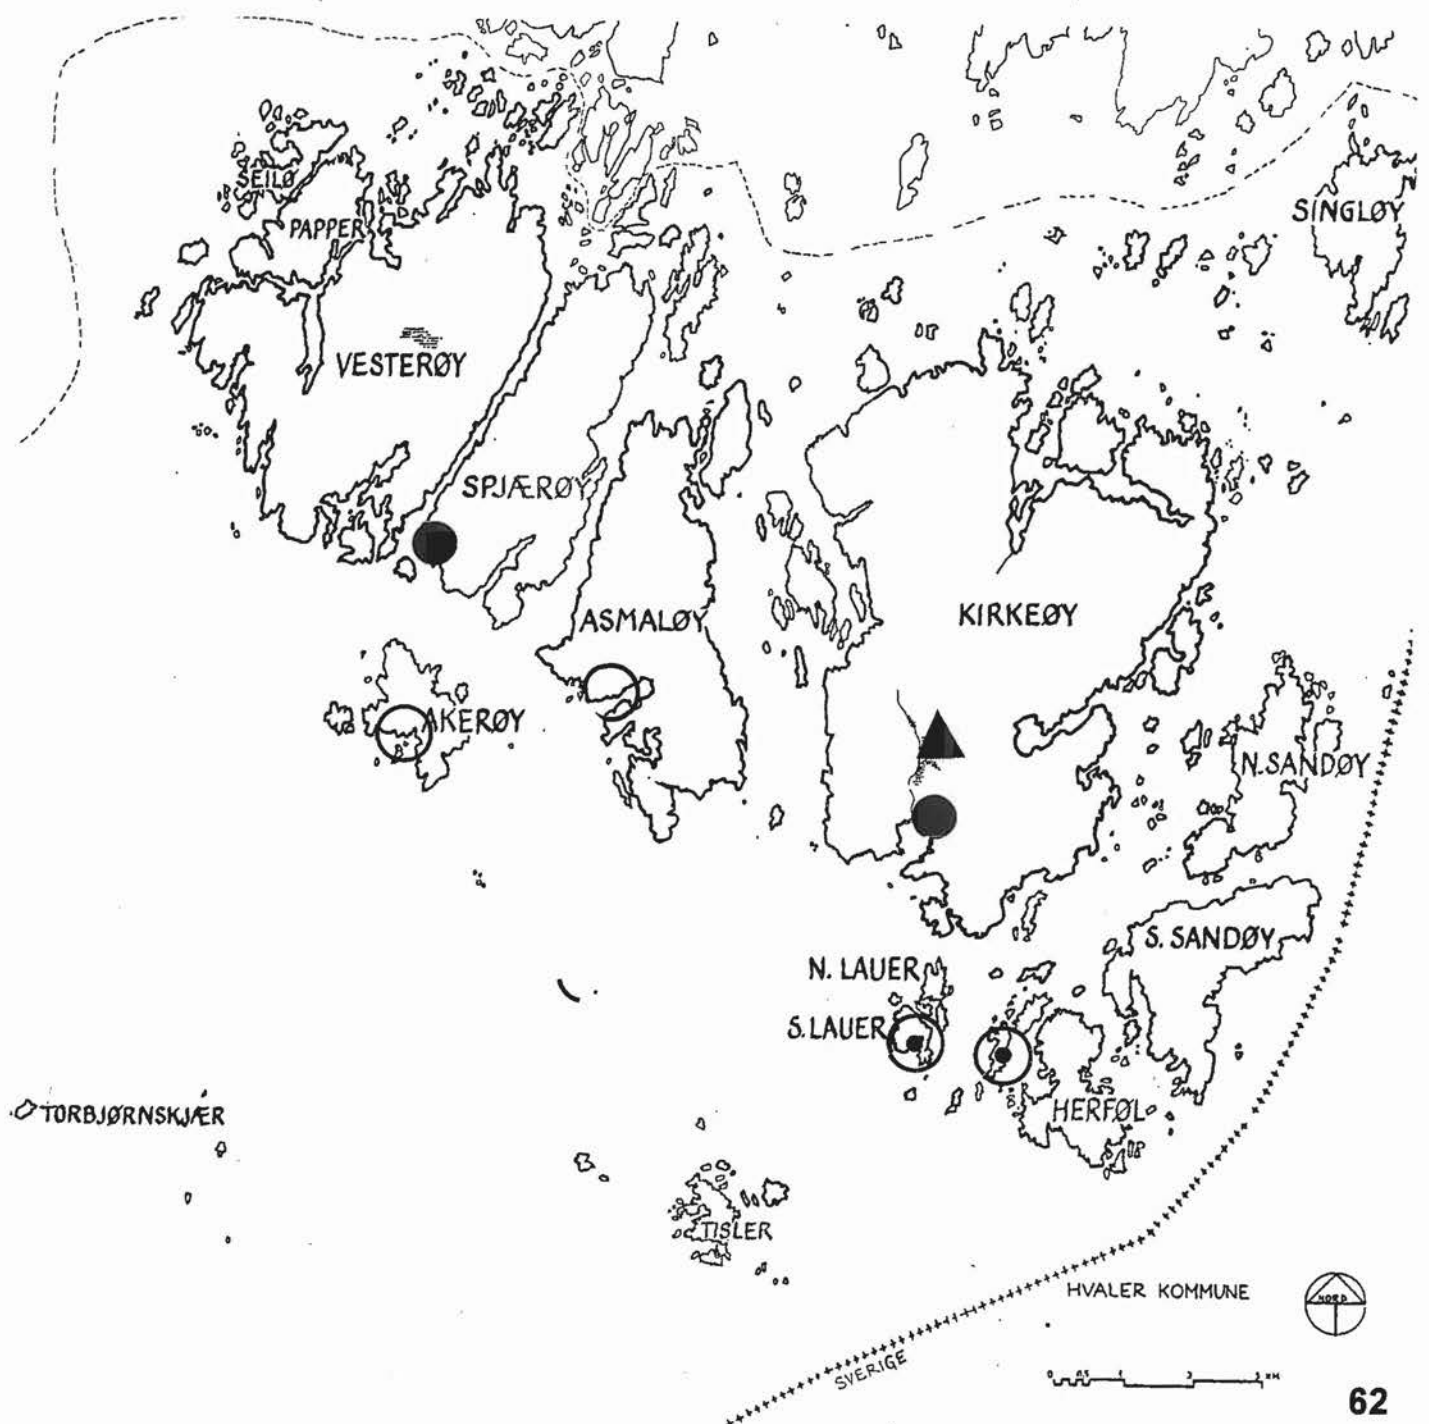 SEILØ
SINGLØY
PAPPER
VESTERØY
SPJÆRØY
ASMALØY
KIRKEØY
AKERØY
N. SANDØY
S. SANDØY
N. LAUER
S. LAUER
TORBJØRNSKJÆR
HERFØL
TISLER
HVALER KOMMUNE
NORD
SVERIGE
62